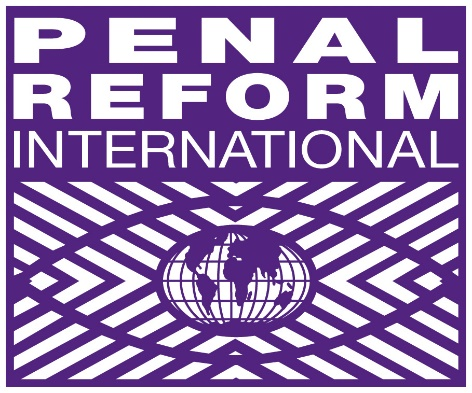 PENAL
REFORM
INTERNATIONAL